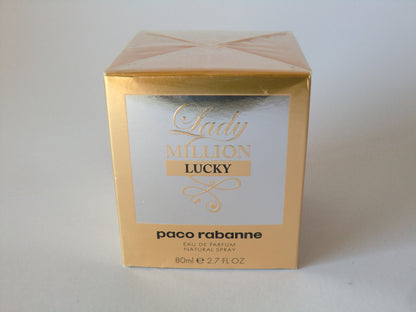 Lady
MILLION
LUCKY
paco rabanne
EAU DE PARFUM
NATURAL SPRAY
80ml ℮ 2.7 FL OZ